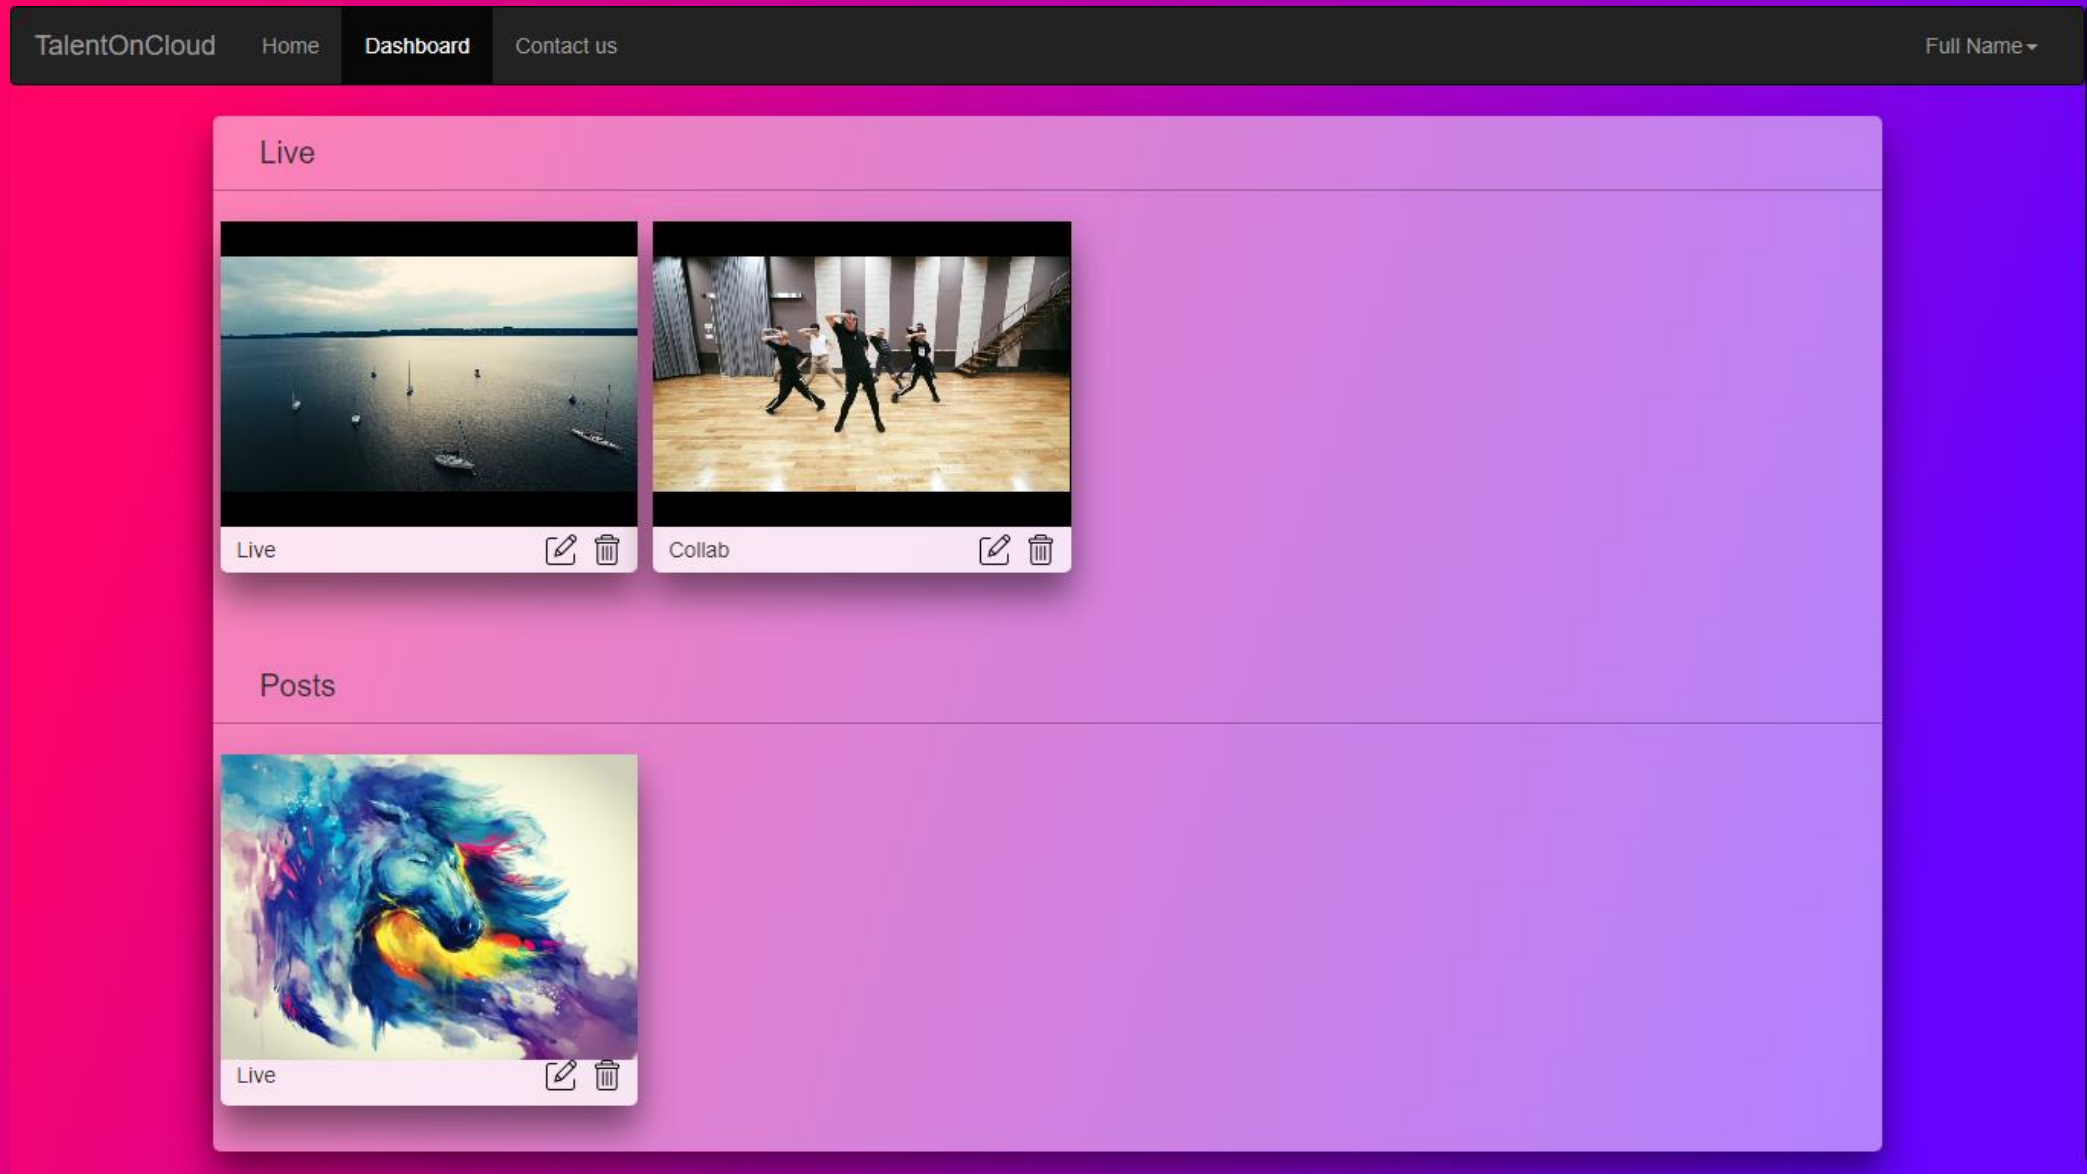 TalentOnCloud Home Dashboard Contact us Full Name
Live
Live Collab
Posts
Live